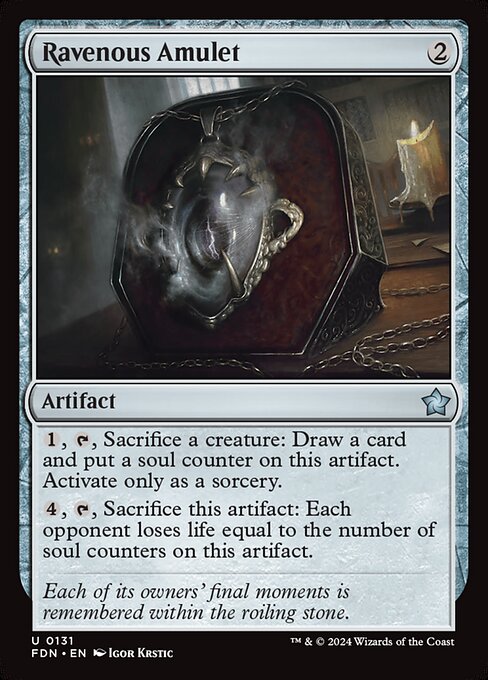 Ravenous Amulet 2
Artifact
1, T, Sacrifice a creature: Draw a card
and put a soul counter on this artifact.
Activate only as a sorcery.
4, T, Sacrifice this artifact: Each
opponent loses life equal to the number of
soul counters on this artifact.
Each of its owners' final moments is
remembered within the roiling stone.
U 0131
FDN • EN Igor Krstic
™ & © 2024 Wizards of the Coast